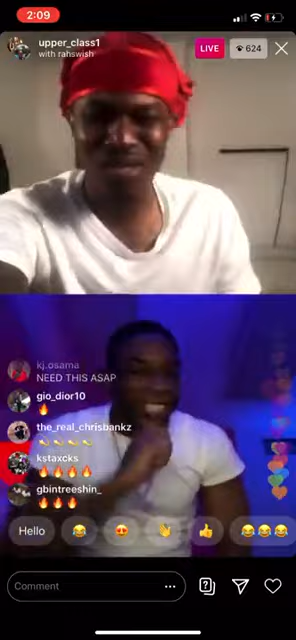 2:09
upper_class1
with rahswish
LIVE
624
kj.osama
NEED THIS ASAP
gio_dior10
🔥
the_real_chrisbankz
kstaxcks
🔥🔥🔥🔥
gbintreeshin_
🔥🔥🔥
Hello 😂 😍 👏 👍 😂😂😂
Comment